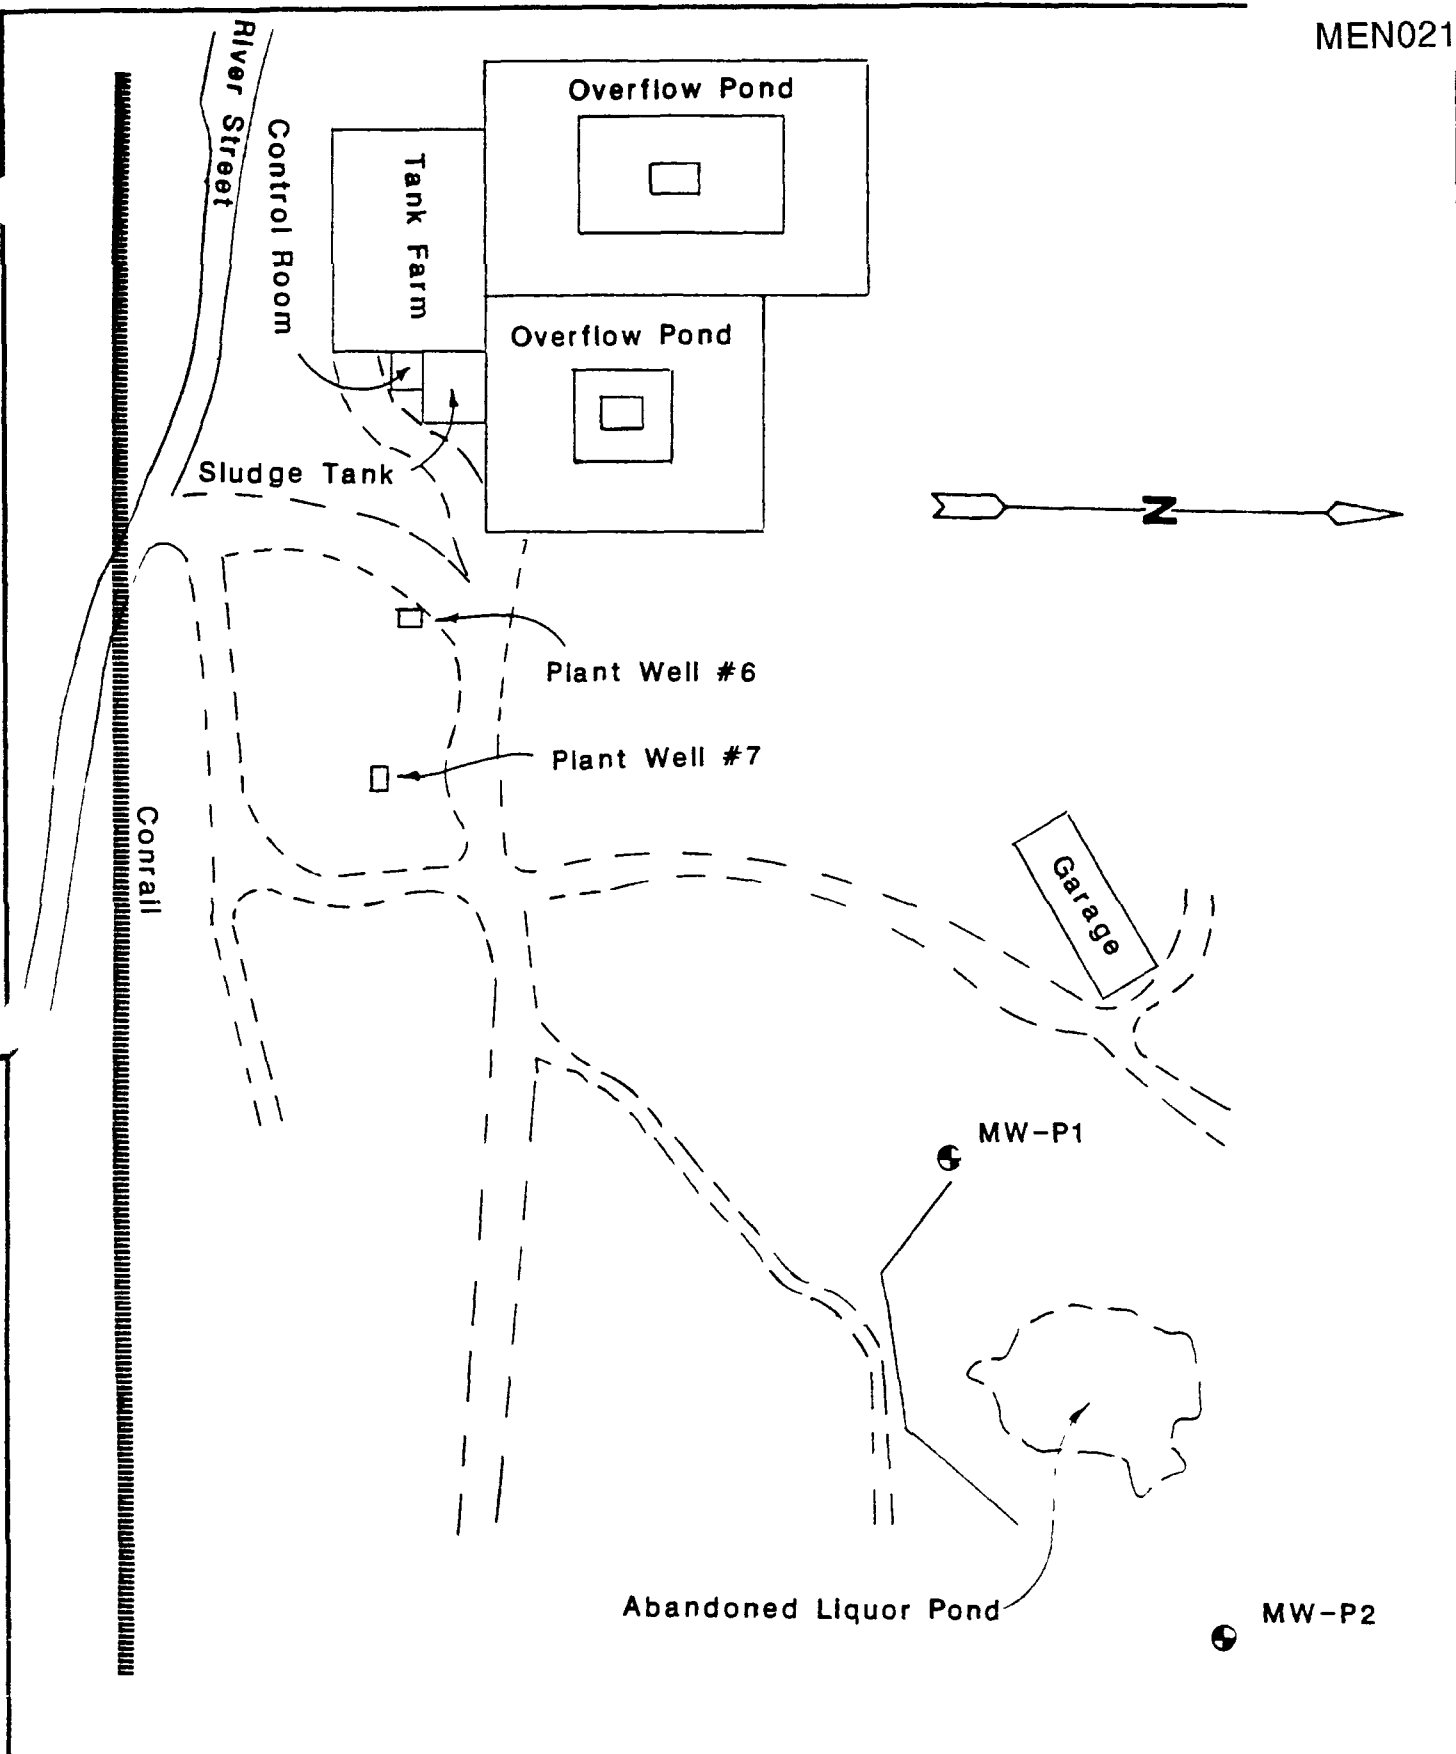 MEN021
River Street
Overflow Pond
Control Room
Tank Farm
Overflow Pond
Sludge Tank
N
Plant Well #6
Plant Well #7
Conrail
Garage
MW-P1
Abandoned Liquor Pond
MW-P2